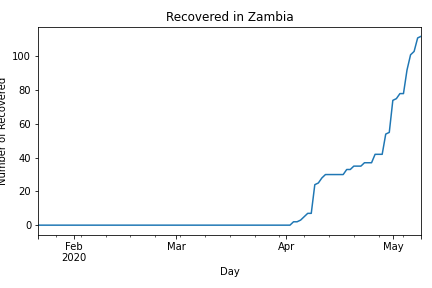 Recovered in Zambia
Number of Recovered
100
80
60
40
20
0
Feb
2020
Mar
Apr
May
Day